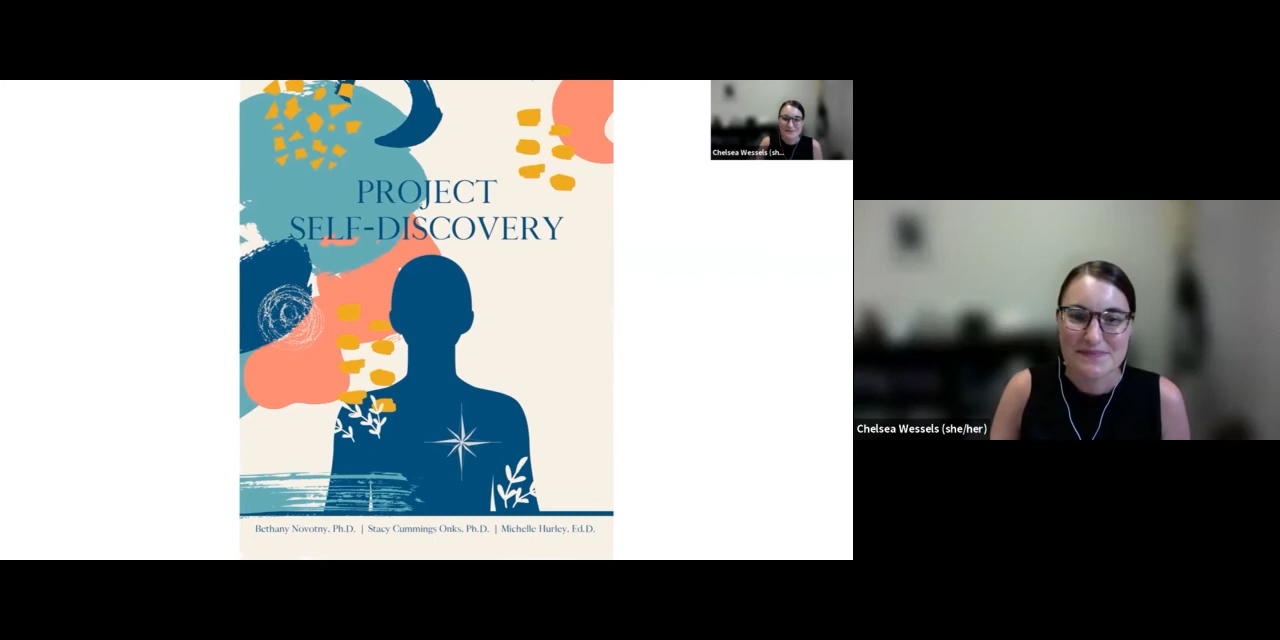 PROJECT
SELF-DISCOVERY
Bethany Novotny, Ph.D. | Stacy Cummings Onks, Ph.D. | Michelle Hurley, Ed.D.
Chelsea Wessels (sh...
Chelsea Wessels (she/her)